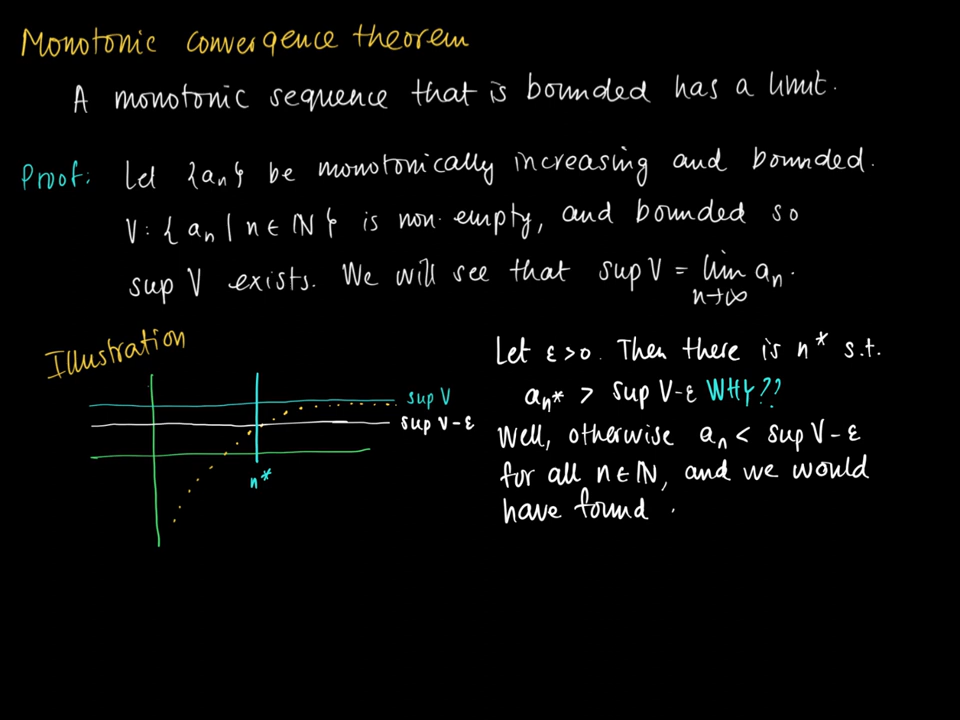 Monotonic convergence theorem
A monotonic sequence that is bounded has a limit.
Proof: Let {an} be monotonically increasing and bounded.
V: { an | n ∈ ℕ } is non-empty, and bounded so
sup V exists. We will see that sup V = lim an.
n→∞
Illustration
sup V
sup V-ε
n*
Let ε>0. Then there is n* s.t.
an* > sup V-ε WHY??
Well, otherwise an < sup V-ε
for all n ∈ ℕ, and we would
have found